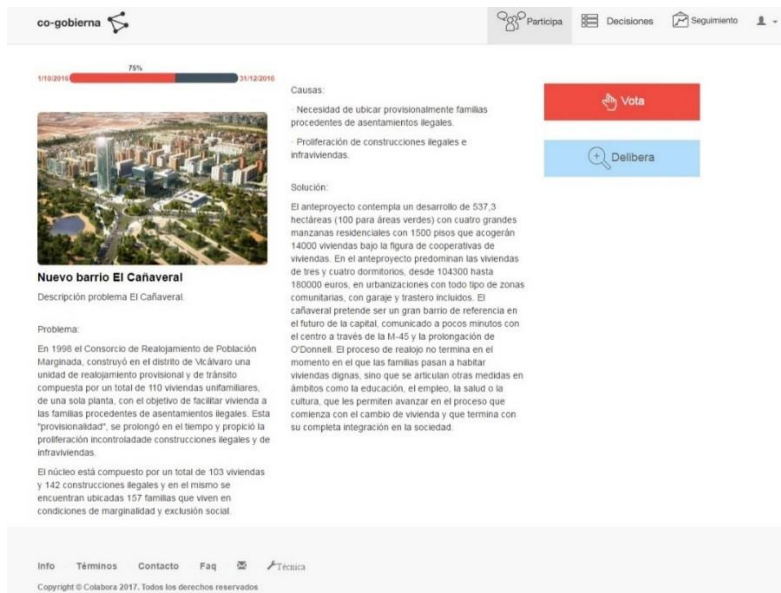 co-gobierna
Participa
Decisiones
Seguimiento
75%
1/10/2016
31/12/2016
Nuevo barrio El Cañaveral
Descripción problema El Cañaveral.
Problema:
En 1998 el Consorcio de Realojamiento de Población
Marginada, construyó en el distrito de Vicálvaro una
unidad de realojamiento provisional y de tránsito
compuesta por un total de 110 viviendas unifamiliares,
de una sola planta, con el objetivo de facilitar vivienda a
las familias procedentes de asentamientos ilegales. Esta
"provisionalidad", se prolongó en el tiempo y propició la
proliferación incontroladade construcciones ilegales y de
infraviviendas.
El núcleo está compuesto por un total de 103 viviendas
y 142 construcciones ilegales y en el mismo se
encuentran ubicadas 157 familias que viven en
condiciones de marginalidad y exclusión social.
Causas:
· Necesidad de ubicar provisionalmente familias
procedentes de asentamientos ilegales.
· Proliferación de construcciones ilegales e
infraviviendas.
Solución:
El anteproyecto contempla un desarrollo de 537,3
hectáreas (100 para áreas verdes) con cuatro grandes
manzanas residenciales con 1500 pisos que acogerán
14000 viviendas bajo la figura de cooperativas de
viviendas. En el anteproyecto predominan las viviendas
de tres y cuatro dormitorios, desde 104300 hasta
180000 euros, en urbanizaciones con todo tipo de zonas
comunitarias, con garaje y trastero incluidos. El
cañaveral pretende ser un gran barrio de referencia en
el futuro de la capital, comunicado a pocos minutos con
el centro a través de la M-45 y la prolongación de
O'Donnell. El proceso de realojo no termina en el
momento en el que las familias pasan a habitar
viviendas dignas, sino que se articulan otras medidas en
ámbitos como la educación, el empleo, la salud o la
cultura, que les permiten avanzar en el proceso que
comienza con el cambio de vivienda y que termina con
su completa integración en la sociedad.
Vota
Delibera
Info Términos Contacto Faq Técnica
Copyright © Colabora 2017. Todos los derechos reservados